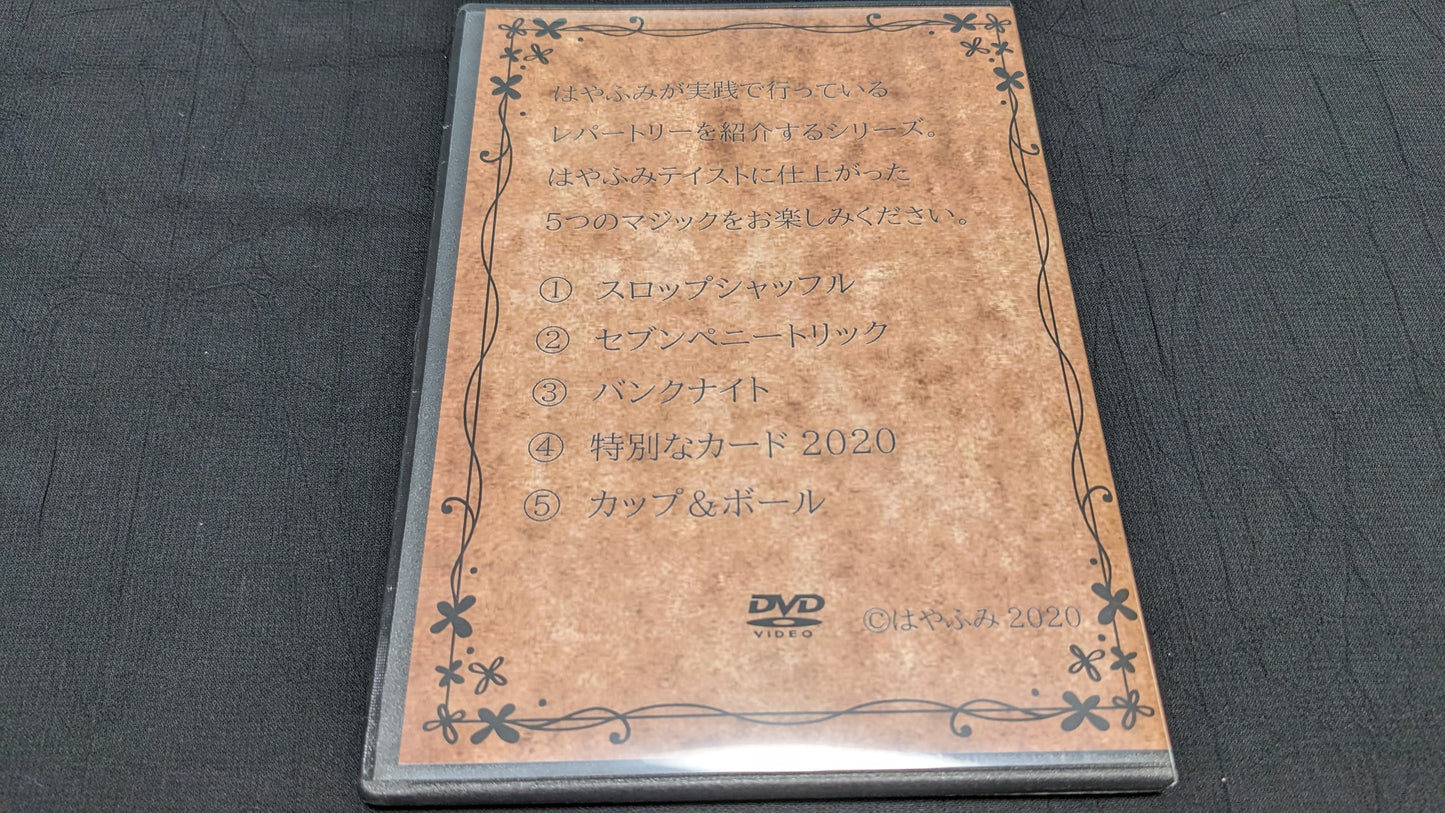 はやふみが実践で行っている
レパートリーを紹介するシリーズ。
はやふみテイストに仕上がった
５つのマジックをお楽しみください。
① スロップシャッフル
② セブンペニートリック
③ バンクナイト
④ 特別なカード 2020
⑤ カップ＆ボール
DVD
VIDEO
©はやふみ 2020